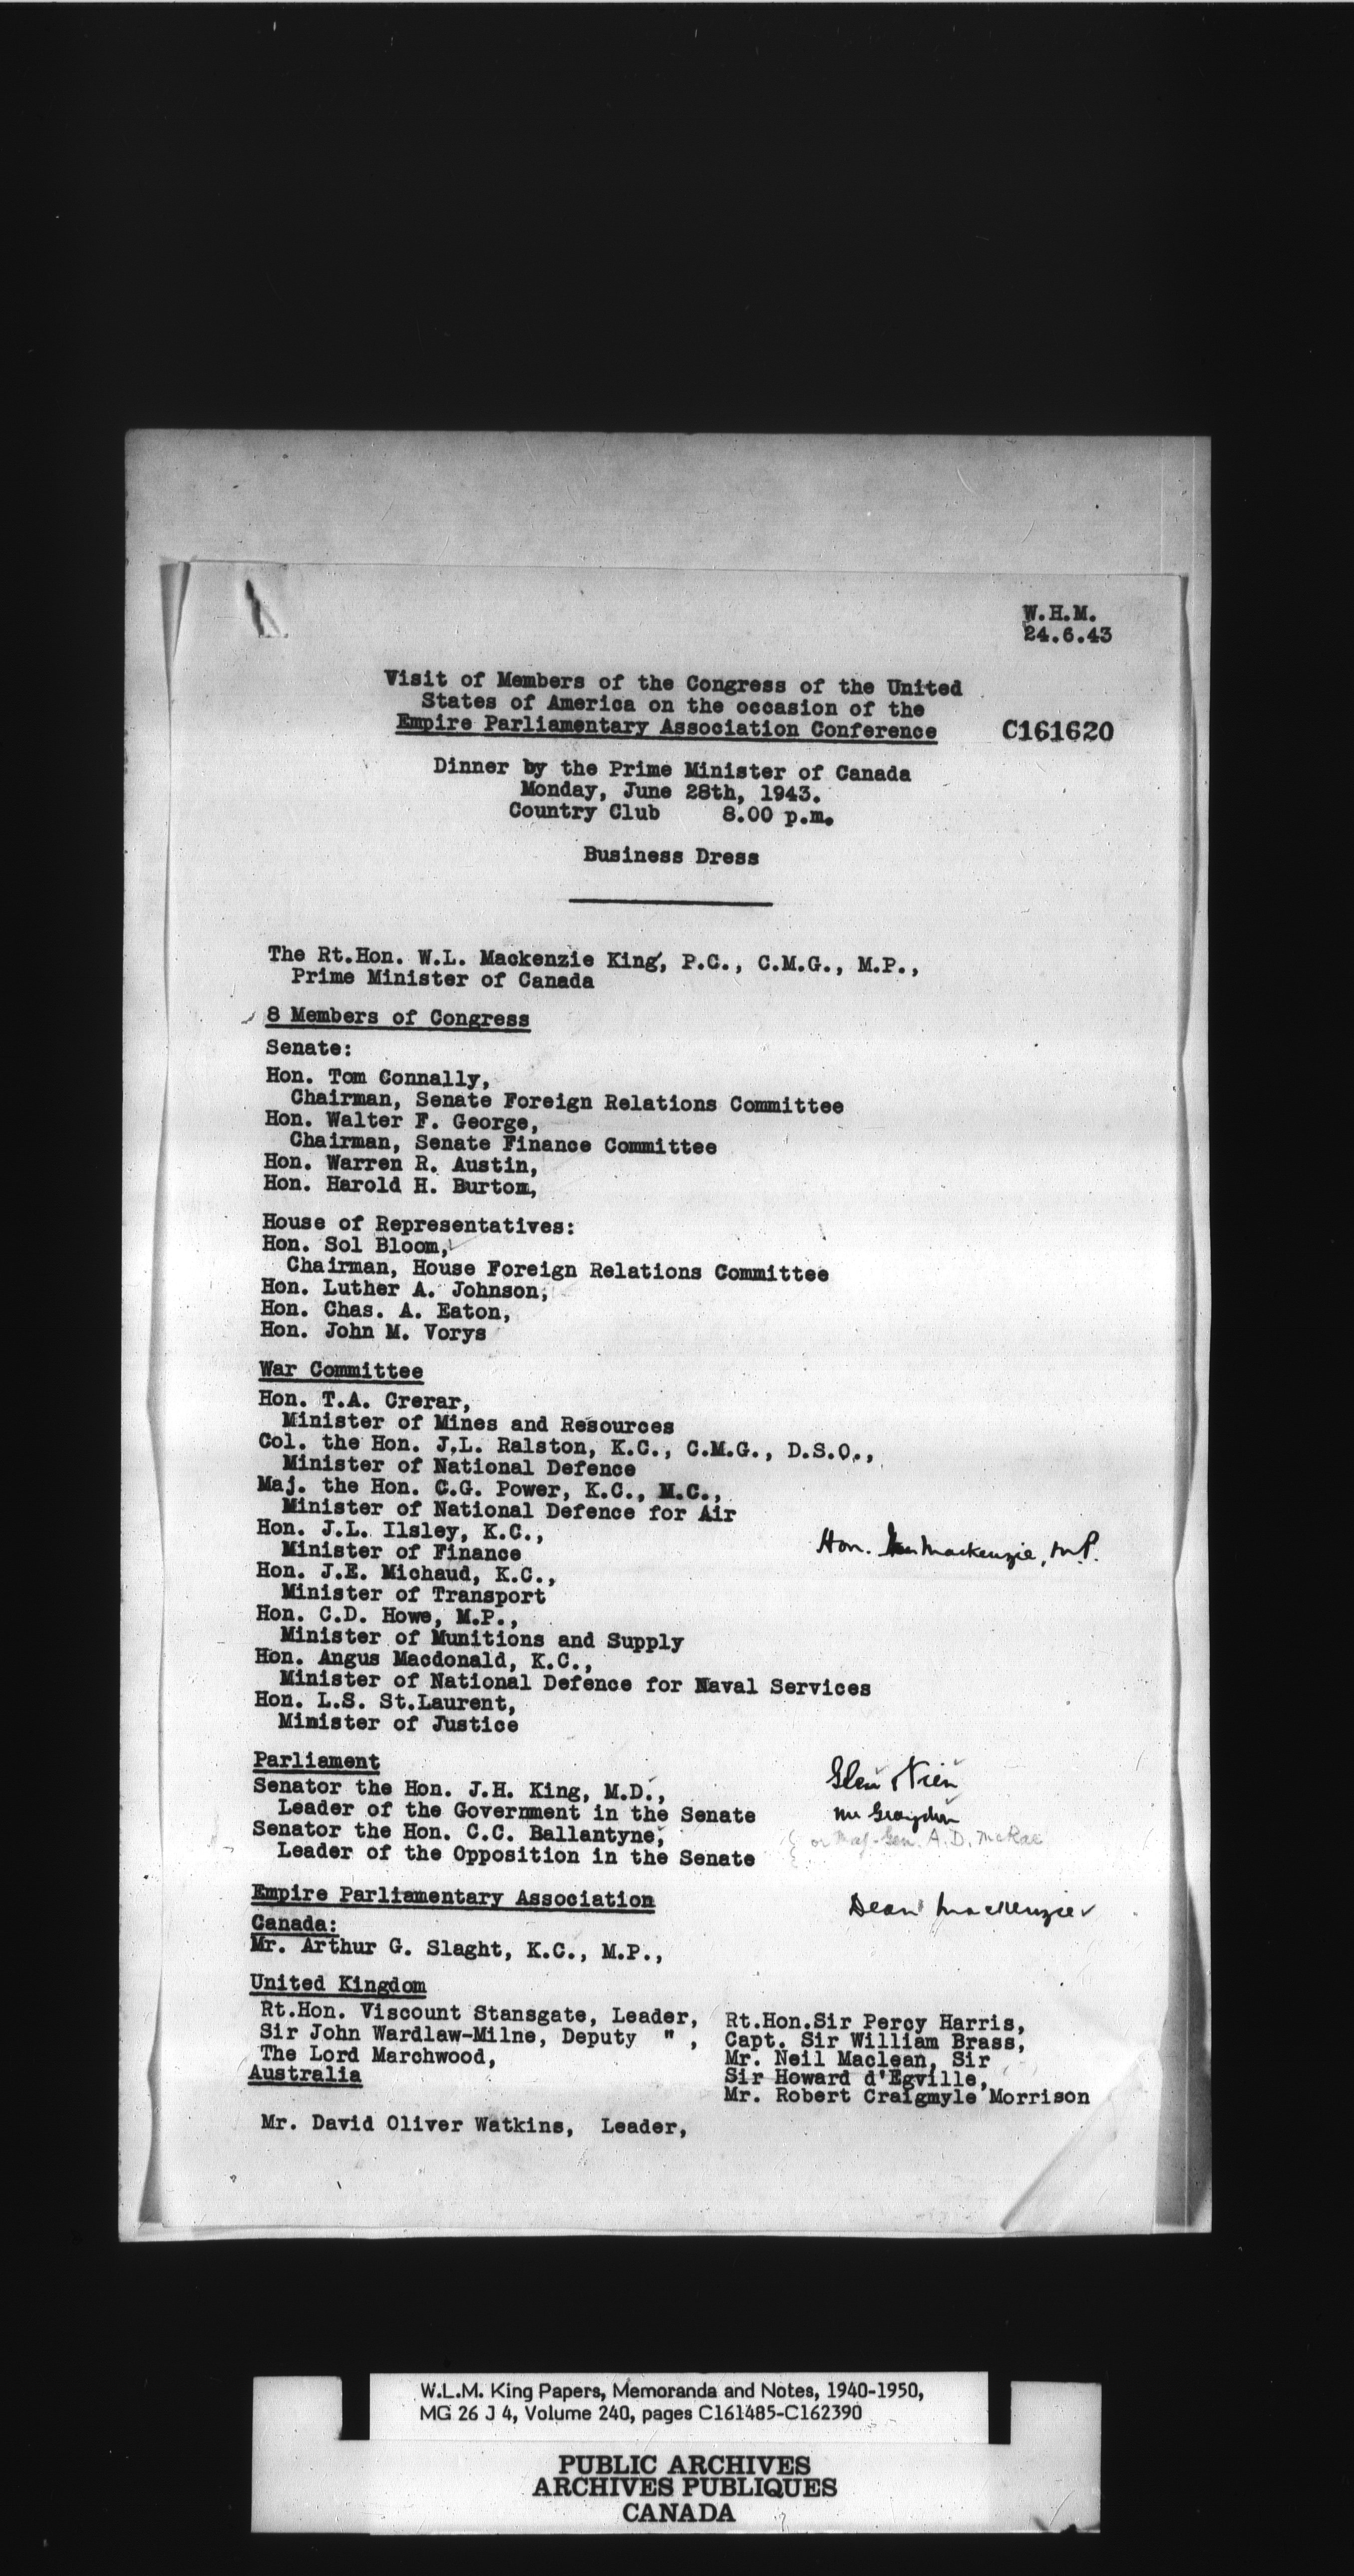 W.H.M.
24.6.43
Visit of Members of the Congress of the United
States of America on the occasion of the
Empire Parliamentary Association Conference
C161620
Dinner by the Prime Minister of Canada
Monday, June 28th, 1943.
Country Club 8.00 p.m.
Business Dress
The Rt.Hon. W.L. Mackenzie King, P.C., C.M.G., M.P.,
Prime Minister of Canada
8 Members of Congress
Senate:
Hon. Tom Connally,
Chairman, Senate Foreign Relations Committee
Hon. Walter F. George,
Chairman, Senate Finance Committee
Hon. Warren R. Austin,
Hon. Harold H. Burton,
House of Representatives:
Hon. Sol Bloom,
Chairman, House Foreign Relations Committee
Hon. Luther A. Johnson,
Hon. Chas. A. Eaton,
Hon. John M. Vorys
War Committee
Hon. T.A. Crerar,
Minister of Mines and Resources
Col. the Hon. J.L. Ralston, K.C., C.M.G., D.S.O.,
Minister of National Defence
Maj. the Hon. C.G. Power, K.C., M.C.,
Minister of National Defence for Air
Hon. J.L. Ilsley, K.C.,
Minister of Finance
Hon. Ian Mackenzie, M.P.
Hon. J.E. Michaud, K.C.,
Minister of Transport
Hon. C.D. Howe, M.P.,
Minister of Munitions and Supply
Hon. Angus Macdonald, K.C.,
Minister of National Defence for Naval Services
Hon. L.S. St.Laurent,
Minister of Justice
Parliament
Senator the Hon. J.H. King, M.D.,
Leader of the Government in the Senate
Senator the Hon. C.C. Ballantyne,
Leader of the Opposition in the Senate
Glen
Mr Graydon
or Maj-Gen. A.D. McRae
Empire Parliamentary Association
Dean Mackenzie
Canada:
Mr. Arthur G. Slaght, K.C., M.P.,
United Kingdom
Rt.Hon. Viscount Stansgate, Leader,
Sir John Wardlaw-Milne, Deputy " ,
The Lord Marchwood,
Rt.Hon.Sir Percy Harris,
Capt. Sir William Brass,
Mr. Neil Maclean, Sir
Sir Howard d'Egville,
Mr. Robert Craigmyle Morrison
Australia
Mr. David Oliver Watkins, Leader,
W.L.M. King Papers, Memoranda and Notes, 1940-1950,
MG 26 J 4, Volume 240, pages C161485-C162390
PUBLIC ARCHIVES
ARCHIVES PUBLIQUES
CANADA